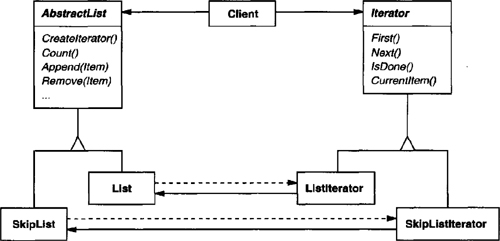 AbstractList
CreateIterator()
Count()
Append(Item)
Remove(Item)
...
Client
Iterator
First()
Next()
IsDone()
CurrentItem()
List
ListIterator
SkipList
SkipListIterator